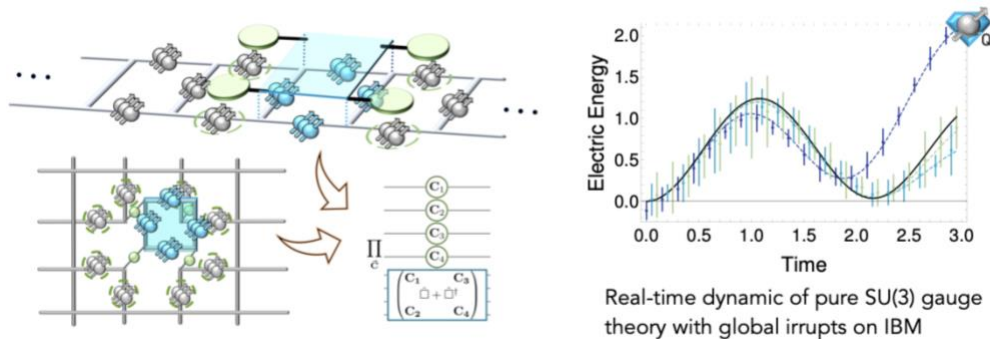 ...
...
C₁
C₂
C₃
∏
C₄
ĉ
C₁ C₃
□̂ + □̂†
C₂ C₄
Electric Energy
2.0
1.5
1.0
0.5
0.0
0.0 0.5 1.0 1.5 2.0 2.5 3.0
Time
Q
Real-time dynamic of pure SU(3) gauge
theory with global irrupts on IBM